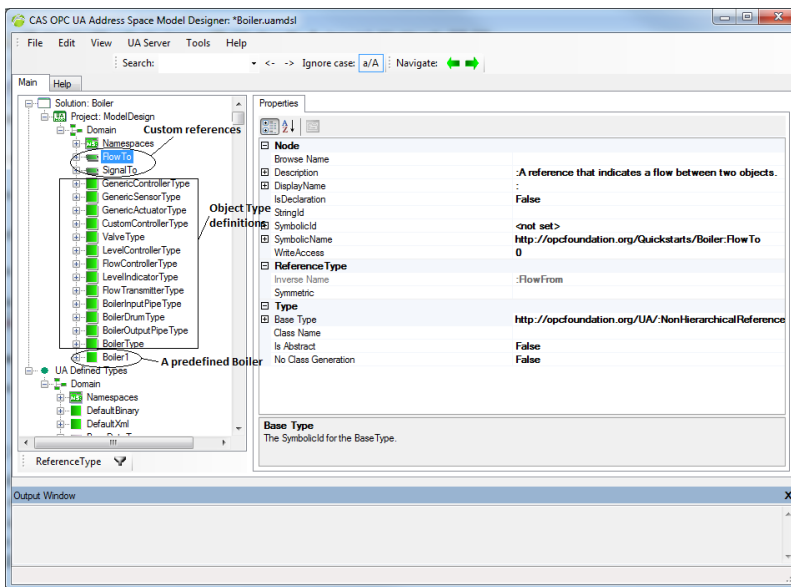 CAS OPC UA Address Space Model Designer: *Boiler.uamdsl
File Edit View UA Server Tools Help
Search: <- -> Ignore case: a/A Navigate:
Main Help
Solution: Boiler
Project: ModelDesign
Domain
Custom references
Namespaces
FlowTo
SignalTo
GenericControllerType
GenericSensorType
GenericActuatorType
CustomControllerType
ValveType
LevelControllerType
FlowControllerType
LevelIndicatorType
FlowTransmitterType
BoilerInputPipeType
BoilerDrumType
BoilerOutputPipeType
BoilerType
Boiler1
Object Type
definitions
A predefined Boiler
UA Defined Types
Domain
Namespaces
DefaultBinary
DefaultXml
ReferenceType
Properties
Node
Browse Name
Description :A reference that indicates a flow between two objects.
DisplayName :
IsDeclaration False
StringId
SymbolicId <not set>
SymbolicName http://opcfoundation.org/Quickstarts/Boiler:FlowTo
WriteAccess 0
ReferenceType
Inverse Name :FlowFrom
Symmetric
Type
Base Type http://opcfoundation.org/UA/:NonHierarchicalReference
Class Name
Is Abstract False
No Class Generation False
Base Type
The SymbolicId for the BaseType.
Output Window X